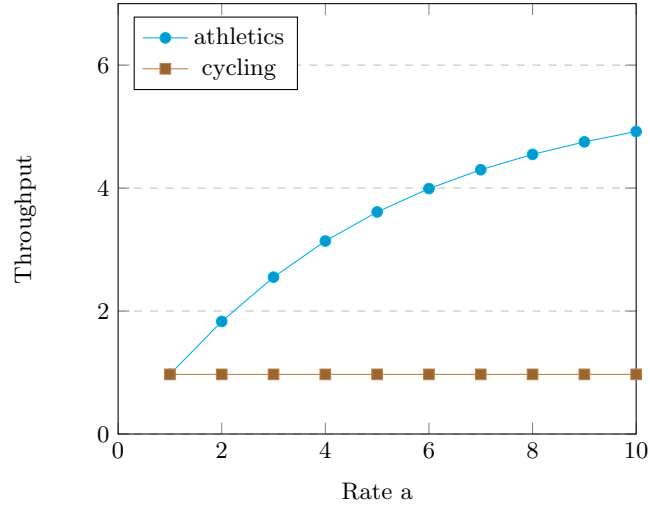 athletics
cycling
6
4
2
0
Throughput
0 2 4 6 8 10
Rate a